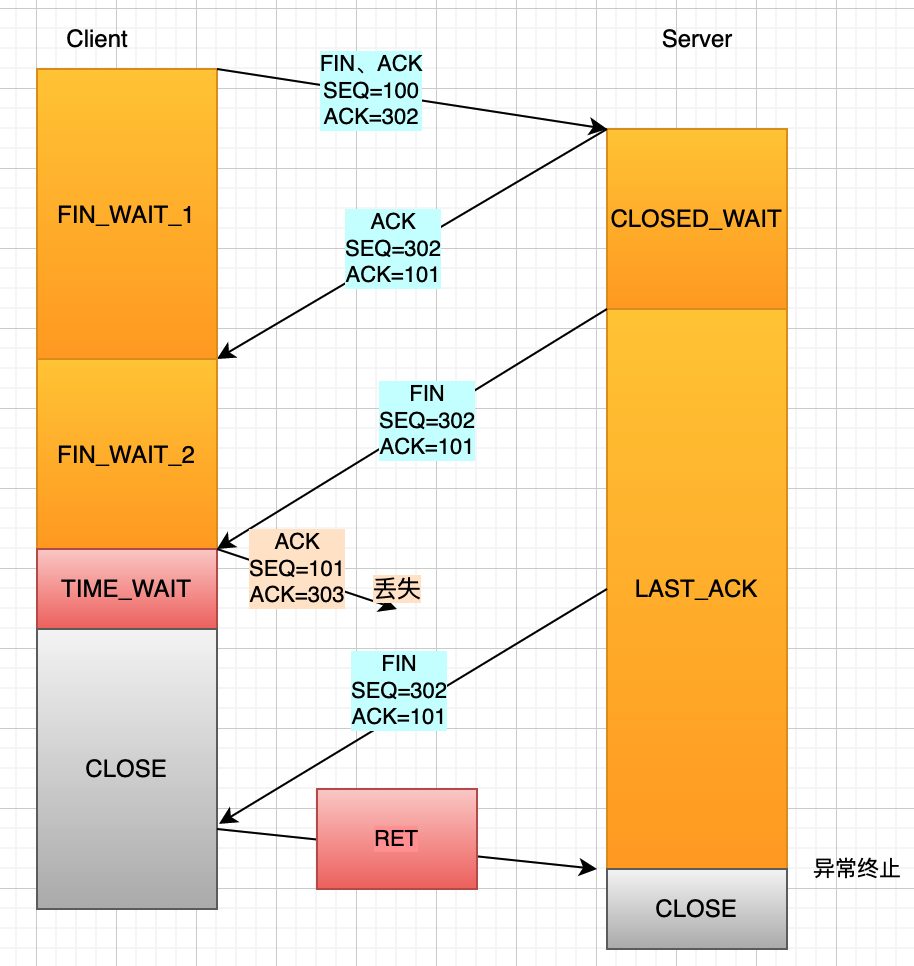 Client
Server
FIN、ACK
SEQ=100
ACK=302
FIN_WAIT_1
CLOSED_WAIT
ACK
SEQ=302
ACK=101
FIN
SEQ=302
ACK=101
FIN_WAIT_2
ACK
SEQ=101
ACK=303
丢失
TIME_WAIT
LAST_ACK
FIN
SEQ=302
ACK=101
CLOSE
RET
异常终止
CLOSE